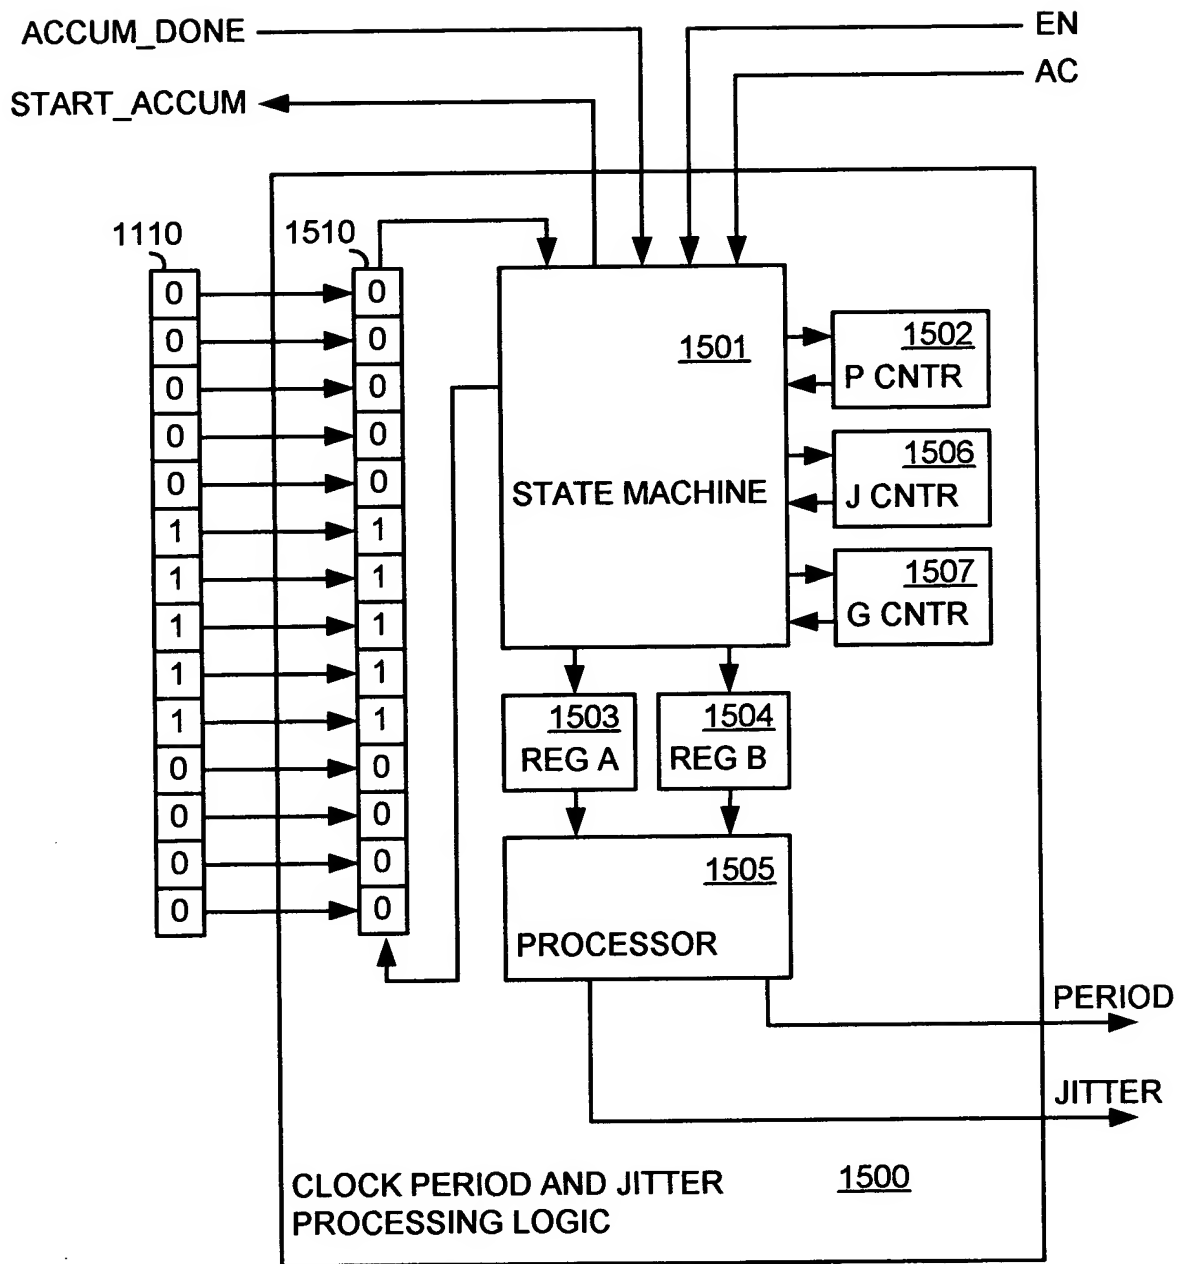 ACCUM_DONE
EN
AC
START_ACCUM
1110
1510
0 0
0 0
0 0
0 0
0 0
1 1
1 1
1 1
1 1
1 1
0 0
0 0
0 0
0 0
1501
STATE MACHINE
1502
P CNTR
1506
J CNTR
1507
G CNTR
1503
REG A
1504
REG B
1505
PROCESSOR
PERIOD
JITTER
CLOCK PERIOD AND JITTER
PROCESSING LOGIC
1500